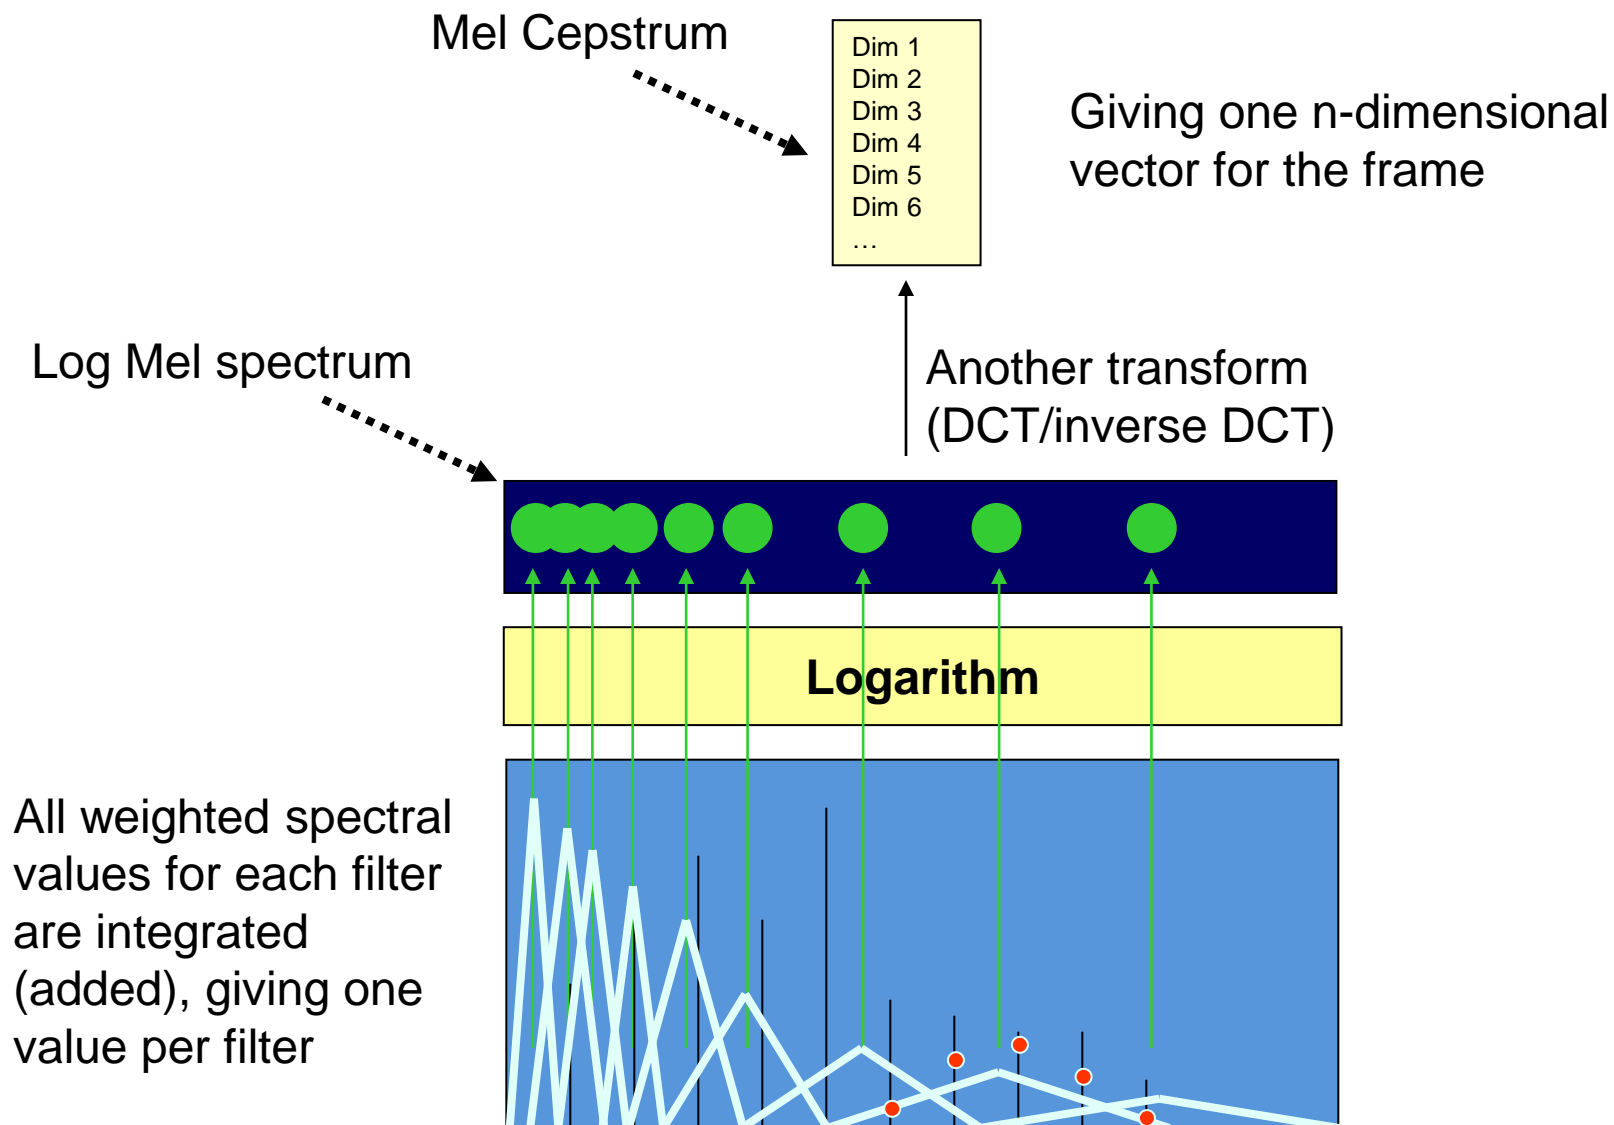 Mel Cepstrum
Dim 1
Dim 2
Dim 3
Dim 4
Dim 5
Dim 6
…
Giving one n-dimensional
vector for the frame
Log Mel spectrum
Another transform
(DCT/inverse DCT)
Logarithm
All weighted spectral
values for each filter
are integrated
(added), giving one
value per filter